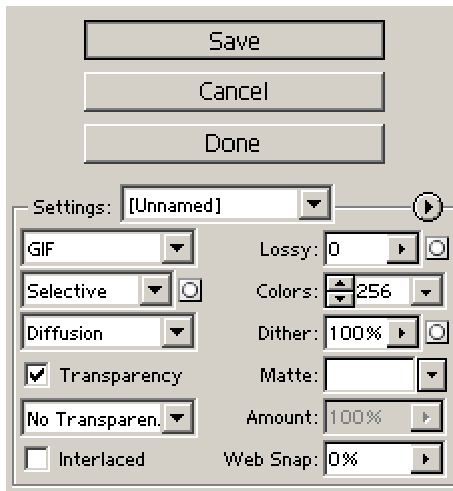 Save
Cancel
Done
Settings: [Unnamed]
GIF Lossy: 0
Selective Colors: 256
Diffusion Dither: 100%
Transparency Matte:
No Transparen. Amount: 100%
Interlaced Web Snap: 0%